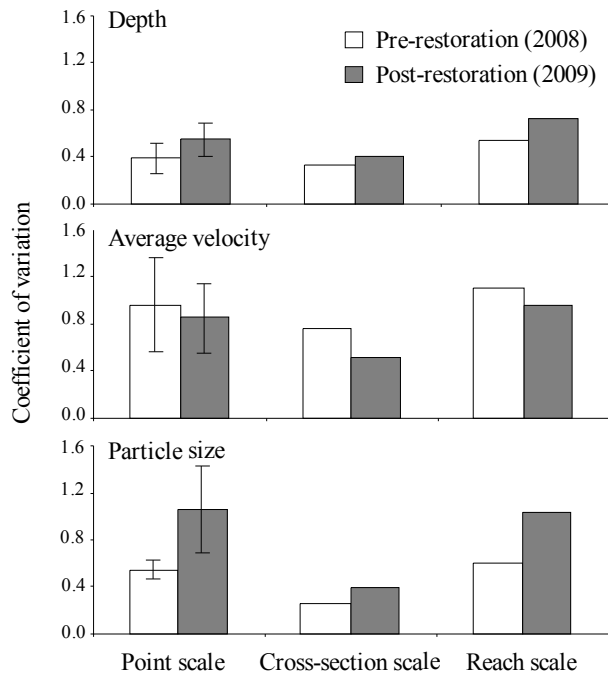 1.6
Depth
Pre-restoration (2008)
Post-restoration (2009)
1.2
0.8
0.4
0.0
Coefficient of variation
1.6
Average velocity
1.2
0.8
0.4
0.0
1.6
Particle size
1.2
0.8
0.4
0.0
Point scale
Cross-section scale
Reach scale